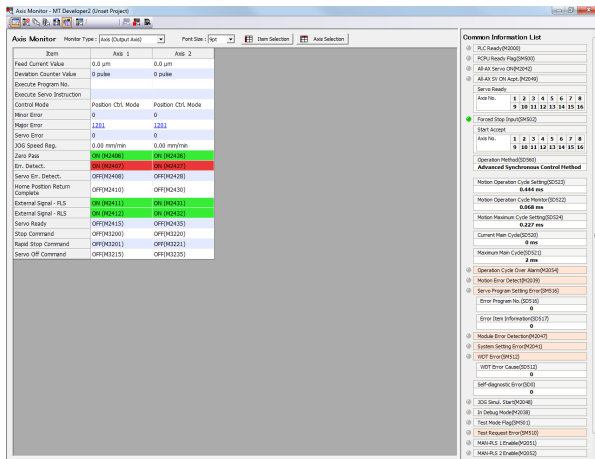 Axis Monitor - MT Developer2 (Unset Project)
Axis Monitor Monitor Type : Axis (Output Axis) Font Size : 9pt Item Selection Axis Selection
Item Axis 1 Axis 2
Feed Current Value 0.0 µm 0.0 µm
Deviation Counter Value 0 pulse 0 pulse
Execute Program No.
Execute Servo Instruction
Control Mode Position Ctrl. Mode Position Ctrl. Mode
Minor Error 0 0
Major Error 1201 1201
Servo Error 0 0
JOG Speed Reg. 0.00 mm/min 0.00 mm/min
Zero Pass ON (M2406) ON (M2426)
Err. Detect. ON (M2407) ON (M2427)
Servo Err. Detect. OFF(M2408) OFF(M2428)
Home Position Return
Complete OFF(M2410) OFF(M2430)
External Signal - FLS ON (M2411) ON (M2431)
External Signal - RLS ON (M2412) ON (M2432)
Servo Ready OFF(M2415) OFF(M2435)
Stop Command OFF(M3200) OFF(M3220)
Rapid Stop Command OFF(M3201) OFF(M3221)
Servo Off Command OFF(M3215) OFF(M3235)
Common Information List
PLC Ready(M2000)
PCPU Ready Flag(SM500)
All-AX Servo ON(M2042)
All-AX SV ON Acpt.(M2049)
Servo Ready
Axis No. 1 2 3 4 5 6 7 8
9 10 11 12 13 14 15 16
Forced Stop Input(SM502)
Start Accept
Axis No. 1 2 3 4 5 6 7 8
9 10 11 12 13 14 15 16
Operation Method(SD560)
Advanced Synchronous Control Method
Motion Operation Cycle Setting(SD523)
0.444 ms
Motion Operation Cycle Monitor(SD522)
0.068 ms
Motion Maximum Cycle Setting(SD524)
0.227 ms
Current Main Cycle(SD520)
0 ms
Maximum Main Cycle(SD521)
2 ms
Operation Cycle Over Alarm(M2054)
Motion Error Detect(M2039)
Servo Program Setting Error(SM516)
Error Program No.(SD516)
0
Error Item Information(SD517)
0
Module Error Detection(M2047)
System Setting Error(M2041)
WDT Error(SM512)
WDT Error Cause(SD512)
0
Self-diagnostic Error(SD0)
0
JOG Simul. Start(M2048)
In Debug Mode(M2038)
Test Mode Flag(SM501)
Test Request Error(SM510)
MAN-PLS 1 Enable(M2051)
MAN-PLS 2 Enable(M2052)